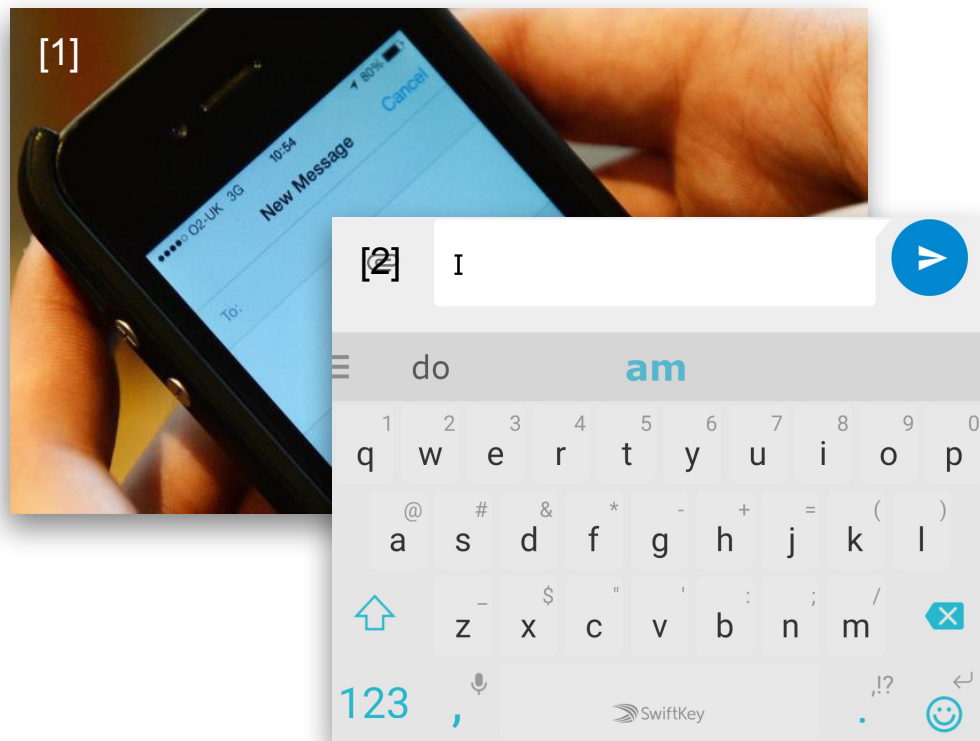 [1]
80%
Cancel
10:54
New Message
O2-UK 3G
To:
[2]
I
do am
1 2 3 4 5 6 7 8 9 0
q w e r t y u i o p
@ # & * - + = ( )
a s d f g h j k l
_ $ " ' : ; /
z x c v b n m
123 , SwiftKey . ,!?